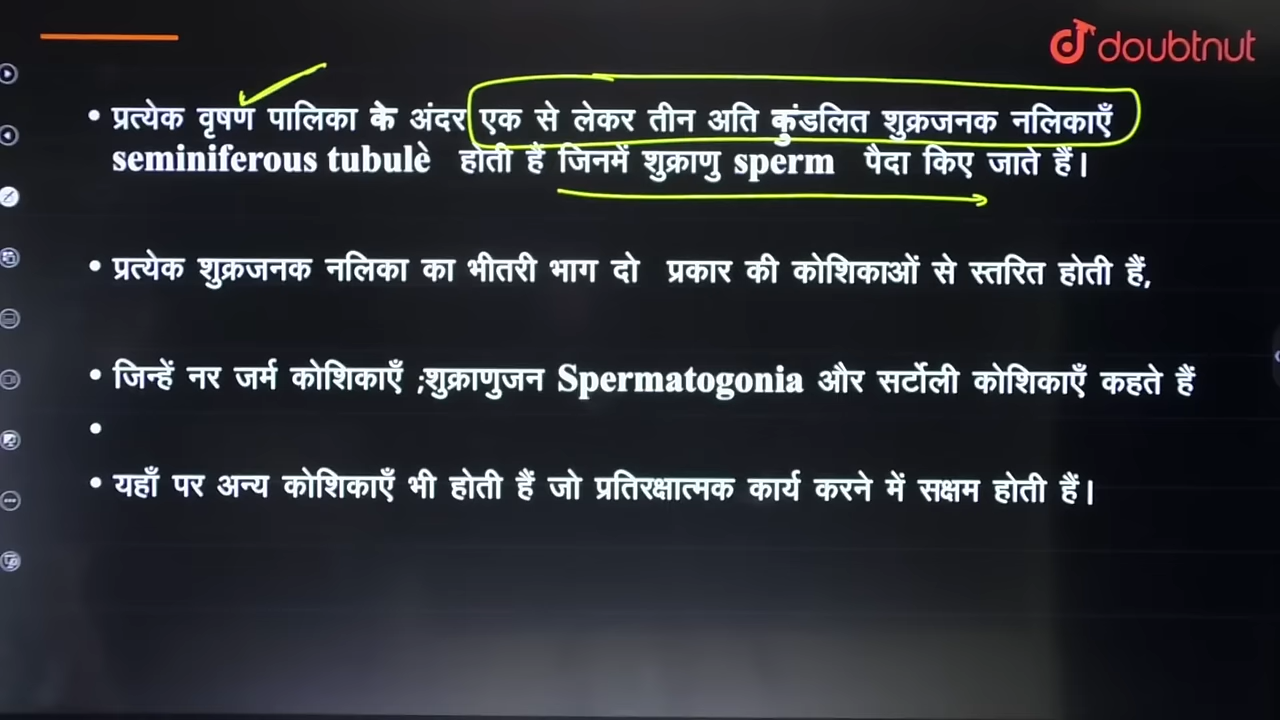 doubtnut
• प्रत्येक वृषण पालिका के अंदर एक से लेकर तीन अति कुंडलित शुक्रजनक नलिकाएँ
seminiferous tubulè होती हैं जिनमें शुक्राणु sperm पैदा किए जाते हैं।
• प्रत्येक शुक्रजनक नलिका का भीतरी भाग दो प्रकार की कोशिकाओं से स्तरित होती हैं,
• जिन्हें नर जर्म कोशिकाएँ ;शुक्राणुजन Spermatogonia और सर्टोली कोशिकाएँ कहते हैं
•
• यहाँ पर अन्य कोशिकाएँ भी होती हैं जो प्रतिरक्षात्मक कार्य करने में सक्षम होती हैं।